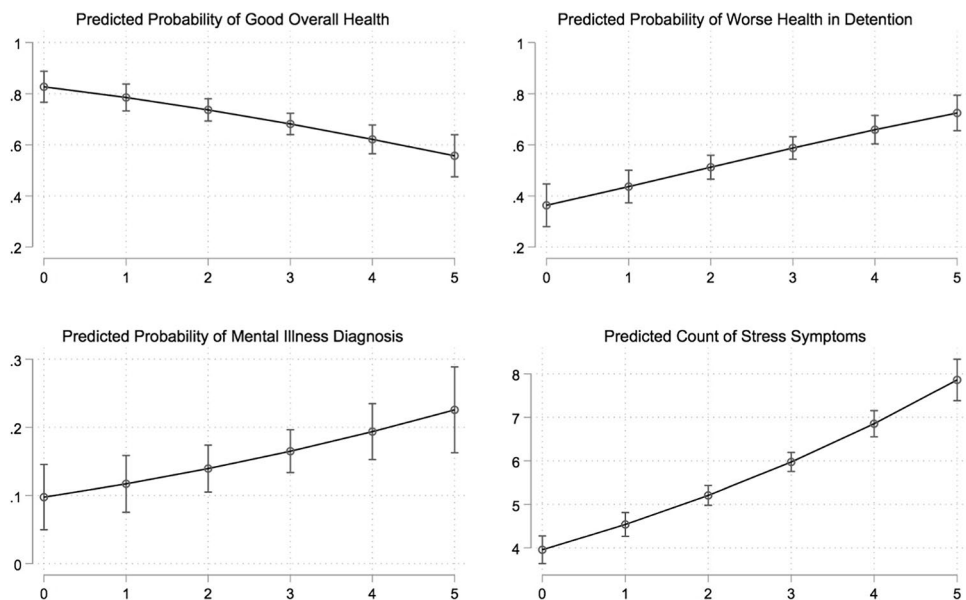 Predicted Probability of Good Overall Health
1
.8
.6
.4
.2
0 1 2 3 4 5
Predicted Probability of Worse Health in Detention
1
.8
.6
.4
.2
0 1 2 3 4 5
Predicted Probability of Mental Illness Diagnosis
.3
.2
.1
0
0 1 2 3 4 5
Predicted Count of Stress Symptoms
8
7
6
5
4
0 1 2 3 4 5